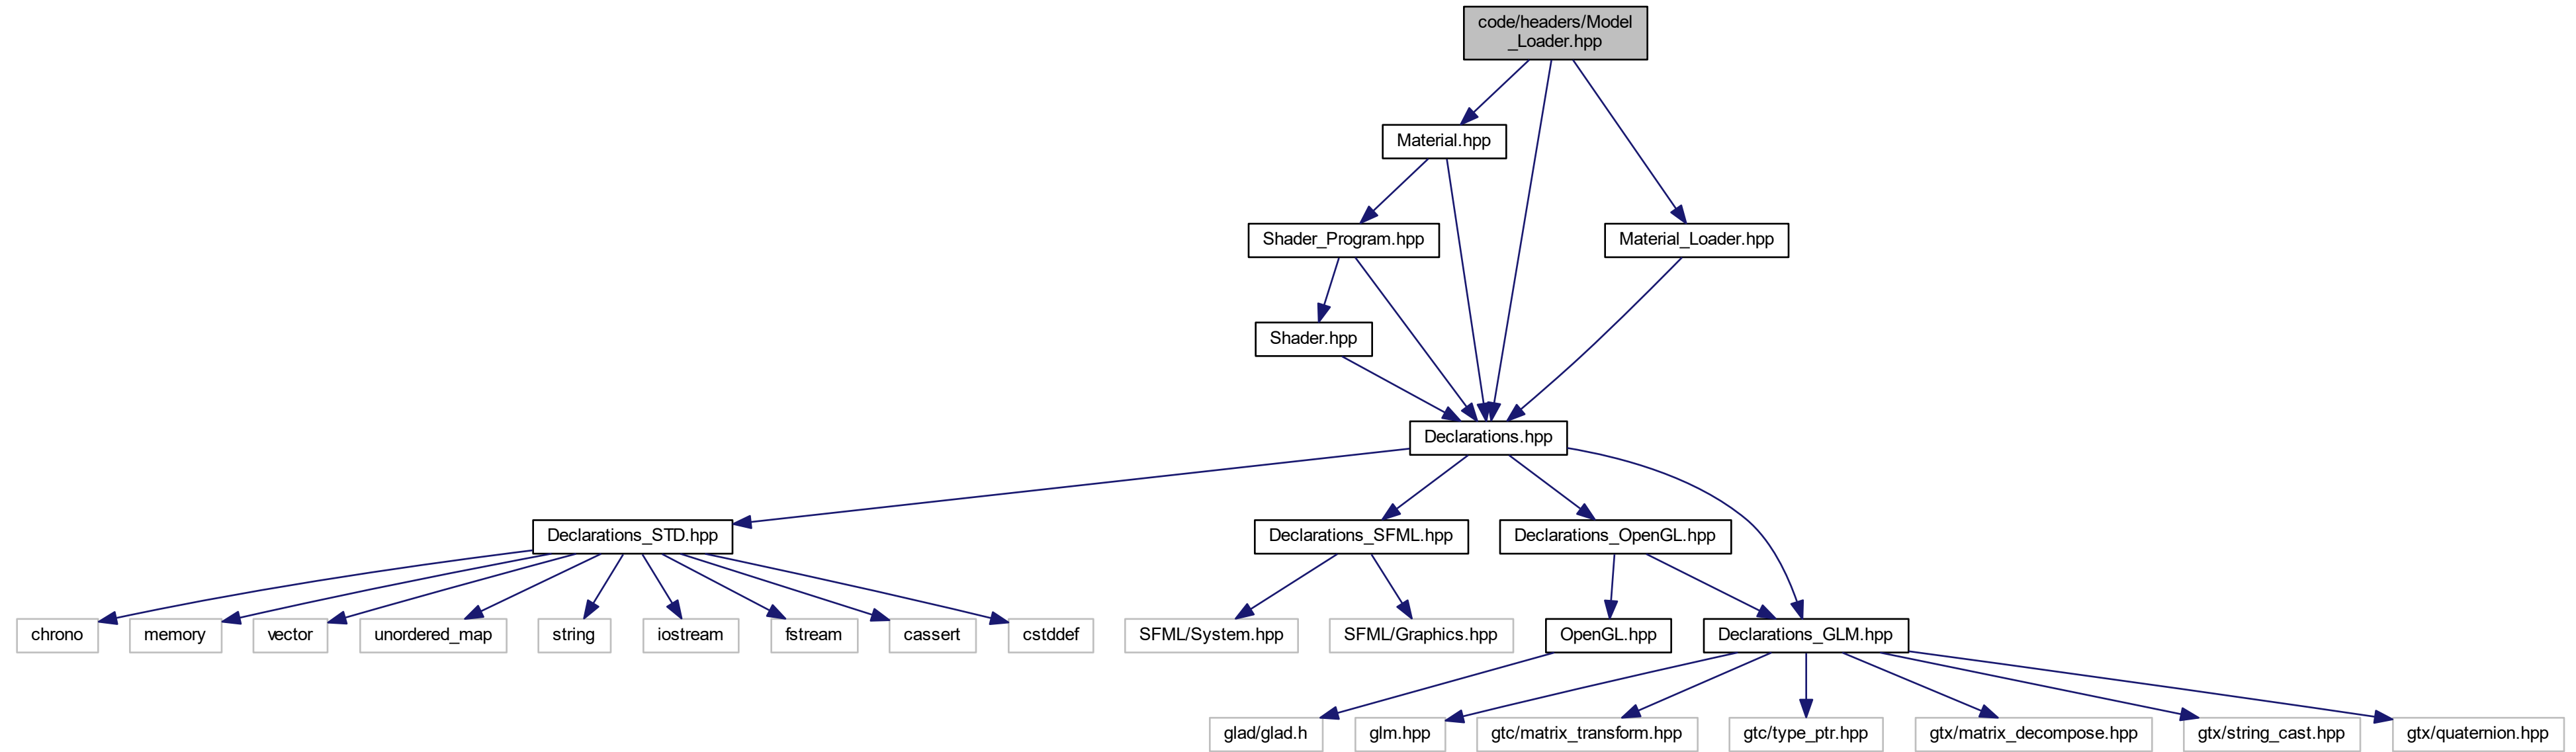 code/headers/Model
_Loader.hpp
Material.hpp
Shader_Program.hpp
Material_Loader.hpp
Shader.hpp
Declarations.hpp
Declarations_STD.hpp
Declarations_SFML.hpp
Declarations_OpenGL.hpp
chrono
memory
vector
unordered_map
string
iostream
fstream
cassert
cstddef
SFML/System.hpp
SFML/Graphics.hpp
OpenGL.hpp
Declarations_GLM.hpp
glad/glad.h
glm.hpp
gtc/matrix_transform.hpp
gtc/type_ptr.hpp
gtx/matrix_decompose.hpp
gtx/string_cast.hpp
gtx/quaternion.hpp